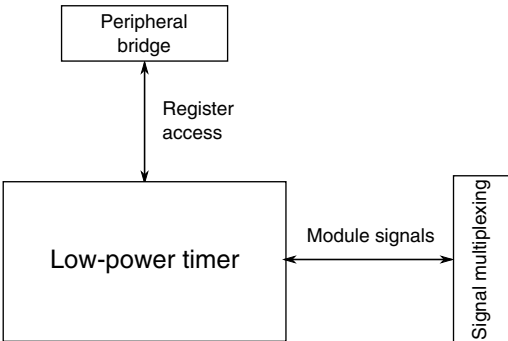 Peripheral
bridge
Register
access
Low-power timer
Module signals
Signal multiplexing